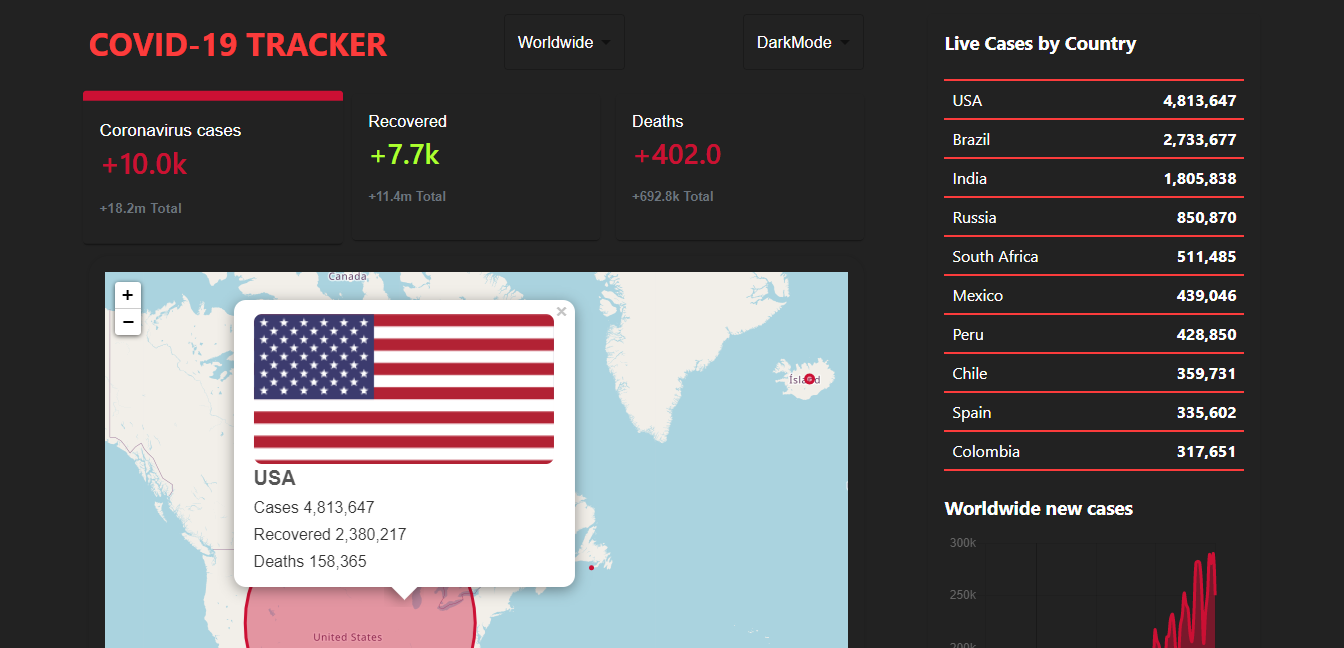 COVID-19 TRACKER
Worldwide
DarkMode
Coronavirus cases
+10.0k
+18.2m Total
Recovered
+7.7k
+11.4m Total
Deaths
+402.0
+692.8k Total
+
−
Canada
×
USA
Cases 4,813,647
Recovered 2,380,217
Deaths 158,365
United States
Live Cases by Country
USA 4,813,647
Brazil 2,733,677
India 1,805,838
Russia 850,870
South Africa 511,485
Mexico 439,046
Peru 428,850
Chile 359,731
Spain 335,602
Colombia 317,651
Worldwide new cases
300k
250k
200k